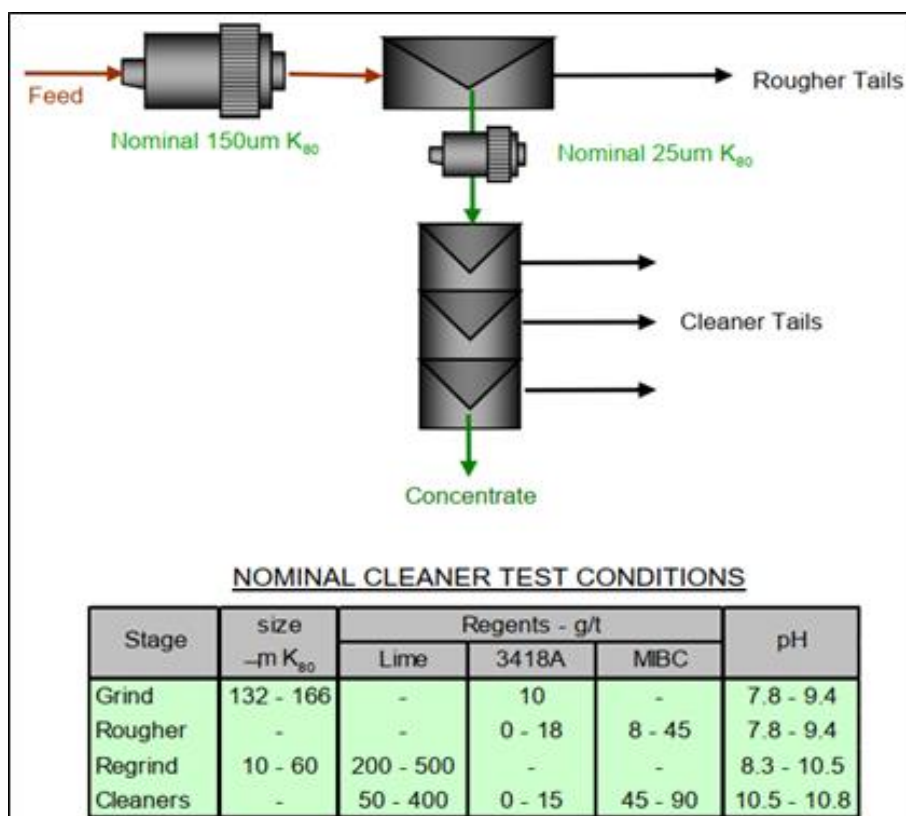 Feed
Rougher Tails
Nominal 150um K80
Nominal 25um K80
Cleaner Tails
Concentrate
NOMINAL CLEANER TEST CONDITIONS
Stage size –m K80 Regents - g/t pH
Lime 3418A MIBC
Grind 132 - 166 - 10 - 7.8 - 9.4
Rougher - - 0 - 18 8 - 45 7.8 - 9.4
Regrind 10 - 60 200 - 500 - - 8.3 - 10.5
Cleaners - 50 - 400 0 - 15 45 - 90 10.5 - 10.8